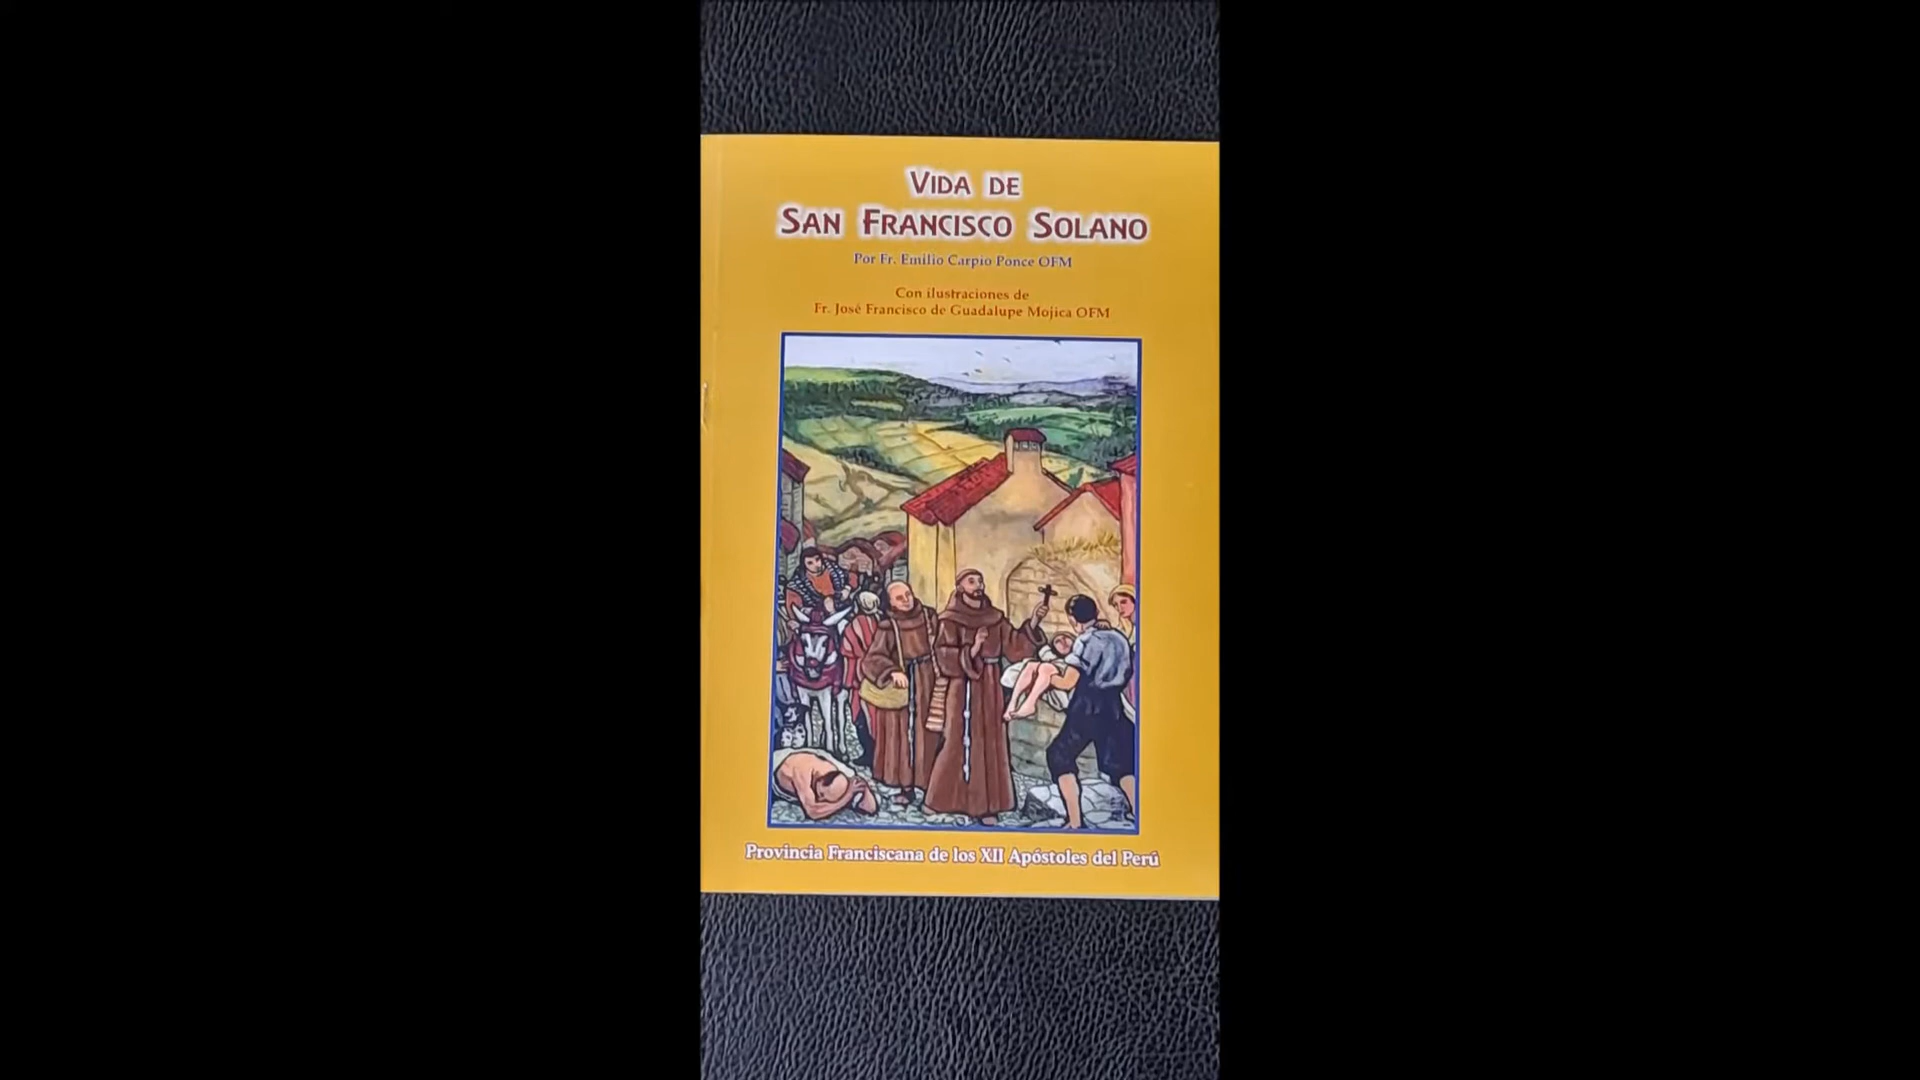 VIDA DE
SAN FRANCISCO SOLANO
Por Fr. Emilio Carpio Ponce OFM
Con ilustraciones de
Fr. José Francisco de Guadalupe Mojica OFM
Provincia Franciscana de los XII Apóstoles del Perú